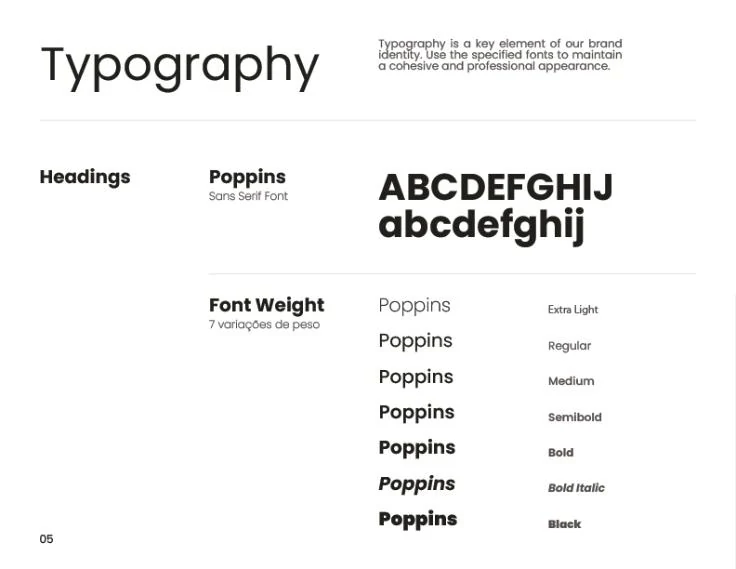 Typography
Typography is a key element of our brand
identity. Use the specified fonts to maintain
a cohesive and professional appearance.
Headings
Poppins
Sans Serif Font
ABCDEFGHIJ
abcdefghij
Font Weight
7 variações de peso
Poppins Extra Light
Poppins Regular
Poppins Medium
Poppins Semibold
Poppins Bold
Poppins Bold Italic
Poppins Black
05